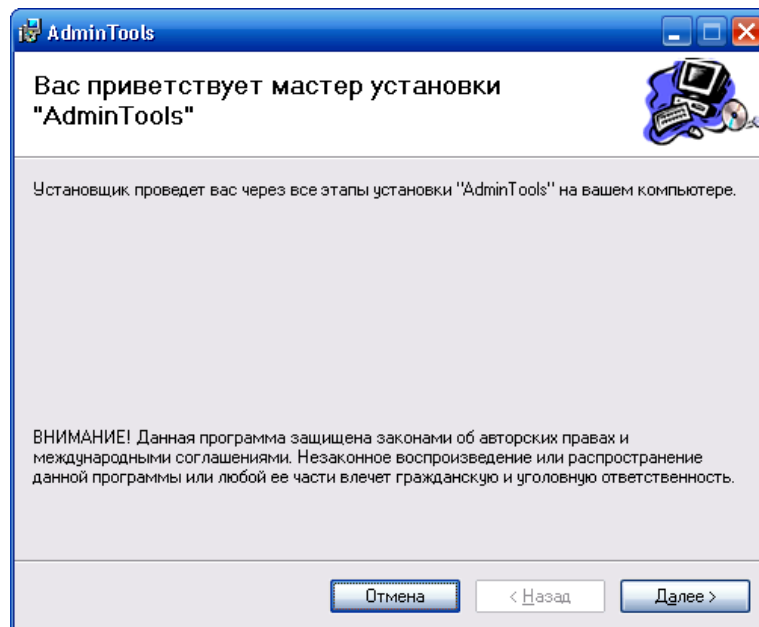 AdminTools
Вас приветствует мастер установки
"AdminTools"
Установщик проведет вас через все этапы установки "AdminTools" на вашем компьютере.
ВНИМАНИЕ! Данная программа защищена законами об авторских правах и
международными соглашениями. Незаконное воспроизведение или распространение
данной программы или любой ее части влечет гражданскую и уголовную ответственность.
Отмена
< Назад
Далее >